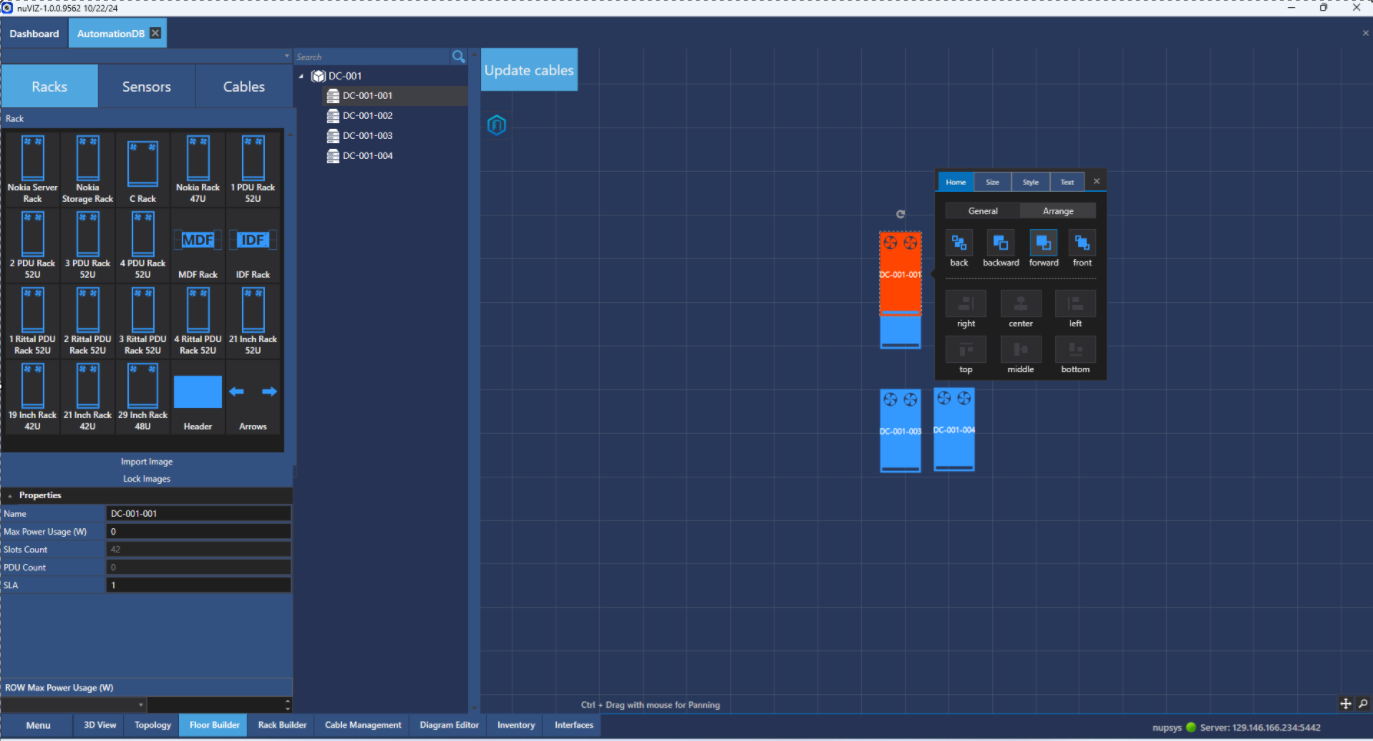 nuVIZ-1.0.0.9562 10/22/24
Dashboard
AutomationDB
Search
Update cables
Racks
Sensors
Cables
DC-001
DC-001-001
DC-001-002
DC-001-003
DC-001-004
Rack
Nokia Server
Rack
Nokia
Storage Rack
C Rack
Nokia Rack
47U
1 PDU Rack
52U
2 PDU Rack
52U
3 PDU Rack
52U
4 PDU Rack
52U
MDF
MDF Rack
IDF
IDF Rack
1 Rittal PDU
Rack 52U
2 Rittal PDU
Rack 52U
3 Rittal PDU
Rack 52U
4 Rittal PDU
Rack 52U
21 Inch Rack
52U
19 Inch Rack
42U
21 Inch Rack
42U
29 Inch Rack
48U
Header
Arrows
Import Image
Lock Images
Properties
Name
DC-001-001
Max Power Usage (W)
0
Slots Count
42
PDU Count
0
SLA
1
ROW Max Power Usage (W)
Home
Size
Style
Text
General
Arrange
back
backward
forward
front
right
center
left
top
middle
bottom
DC-001-001
DC-001-003
DC-001-004
Ctrl + Drag with mouse for Panning
Menu
3D View
Topology
Floor Builder
Rack Builder
Cable Management
Diagram Editor
Inventory
Interfaces
nupsys
Server: 129.146.166.234:5442